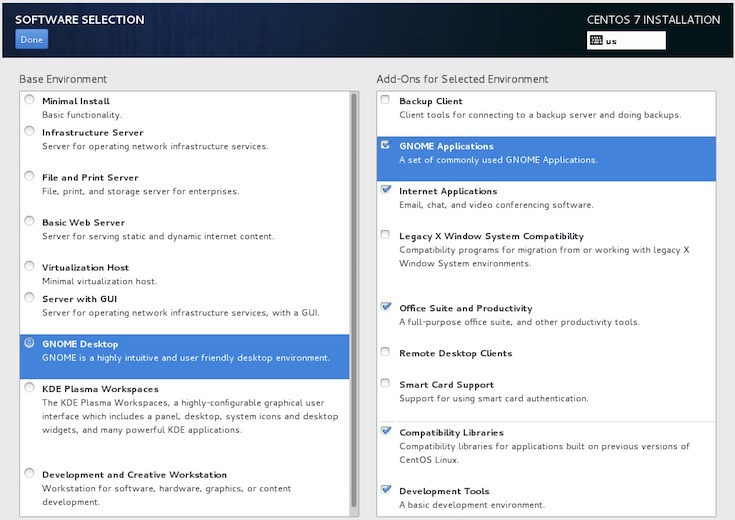 SOFTWARE SELECTION
CENTOS 7 INSTALLATION
Done
us
Base Environment
Minimal Install
Basic functionality.
Infrastructure Server
Server for operating network infrastructure services.
File and Print Server
File, print, and storage server for enterprises.
Basic Web Server
Server for serving static and dynamic internet content.
Virtualization Host
Minimal virtualization host.
Server with GUI
Server for operating network infrastructure services, with a GUI.
GNOME Desktop
GNOME is a highly intuitive and user friendly desktop environment.
KDE Plasma Workspaces
The KDE Plasma Workspaces, a highly-configurable graphical user
interface which includes a panel, desktop, system icons and desktop
widgets, and many powerful KDE applications.
Development and Creative Workstation
Workstation for software, hardware, graphics, or content
development.
Add-Ons for Selected Environment
Backup Client
Client tools for connecting to a backup server and doing backups.
GNOME Applications
A set of commonly used GNOME Applications.
Internet Applications
Email, chat, and video conferencing software.
Legacy X Window System Compatibility
Compatibility programs for migration from or working with legacy X
Window System environments.
Office Suite and Productivity
A full-purpose office suite, and other productivity tools.
Remote Desktop Clients
Smart Card Support
Support for using smart card authentication.
Compatibility Libraries
Compatibility libraries for applications built on previous versions of
CentOS Linux.
Development Tools
A basic development environment.